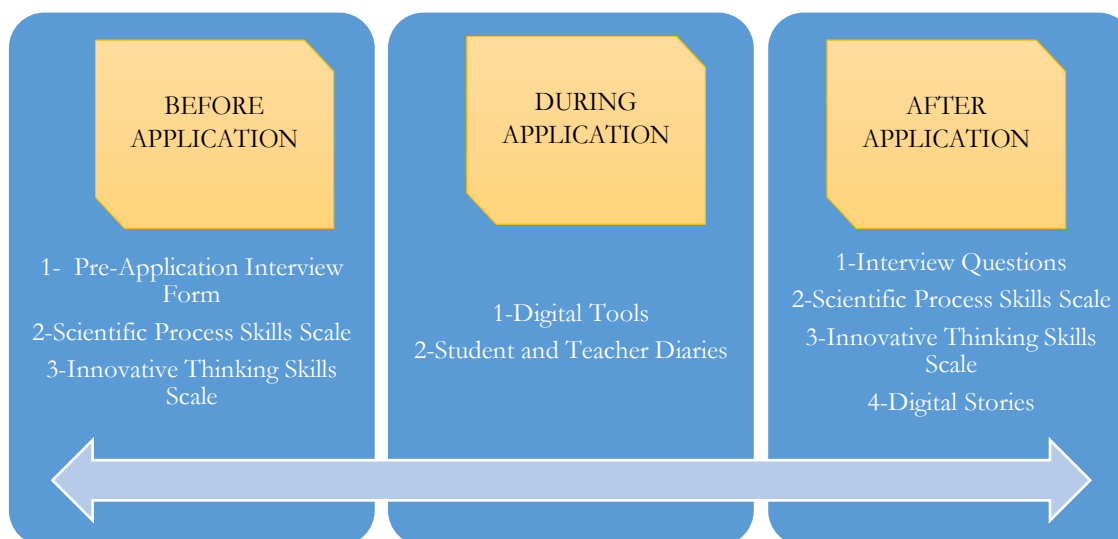 BEFORE
APPLICATION
1- Pre-Application Interview
Form
2-Scientific Process Skills Scale
3-Innovative Thinking Skills
Scale
DURING
APPLICATION
1-Digital Tools
2-Student and Teacher Diaries
AFTER
APPLICATION
1-Interview Questions
2-Scientific Process Skills Scale
3-Innovative Thinking Skills
Scale
4-Digital Stories